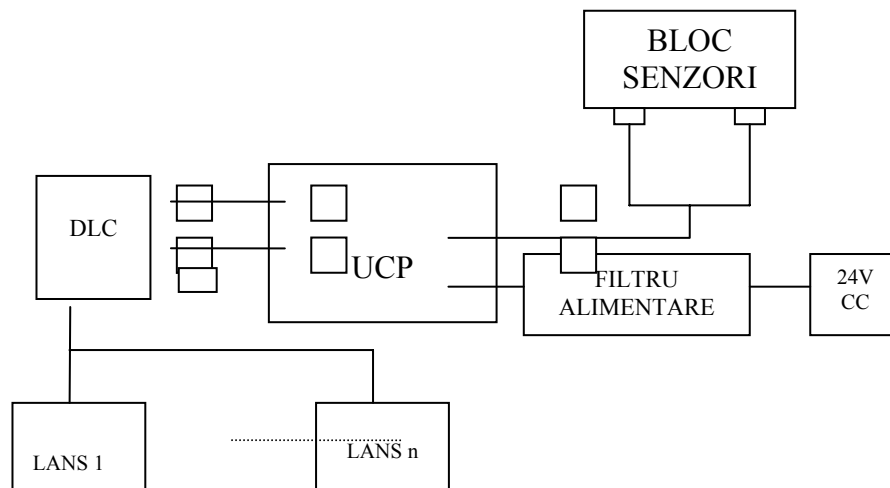 BLOC
SENZORI
DLC
UCP
FILTRU
ALIMENTARE
24V
CC
LANS 1
LANS n